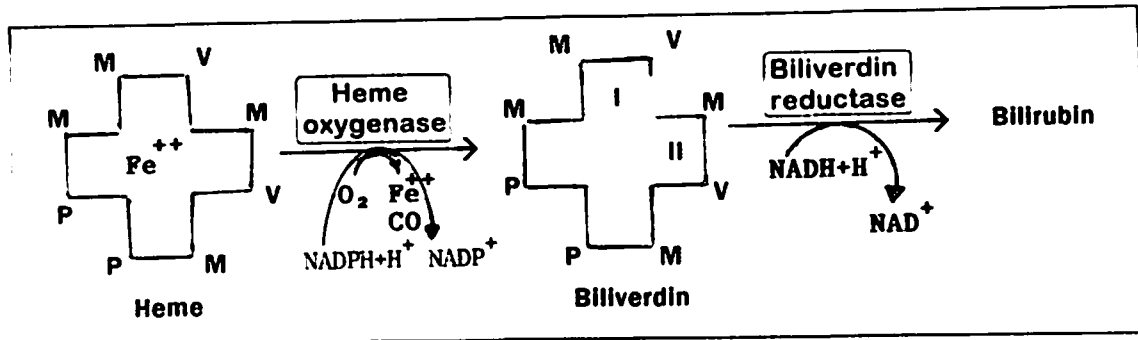 M V
M M
Fe++
P V
P M
Heme
Heme
oxygenase
O₂ Fe++
CO
NADPH+H+ NADP+
M V
I
M M
II
P V
P M
Biliverdin
Biliverdin
reductase
NADH+H+
NAD+
Bilirubin